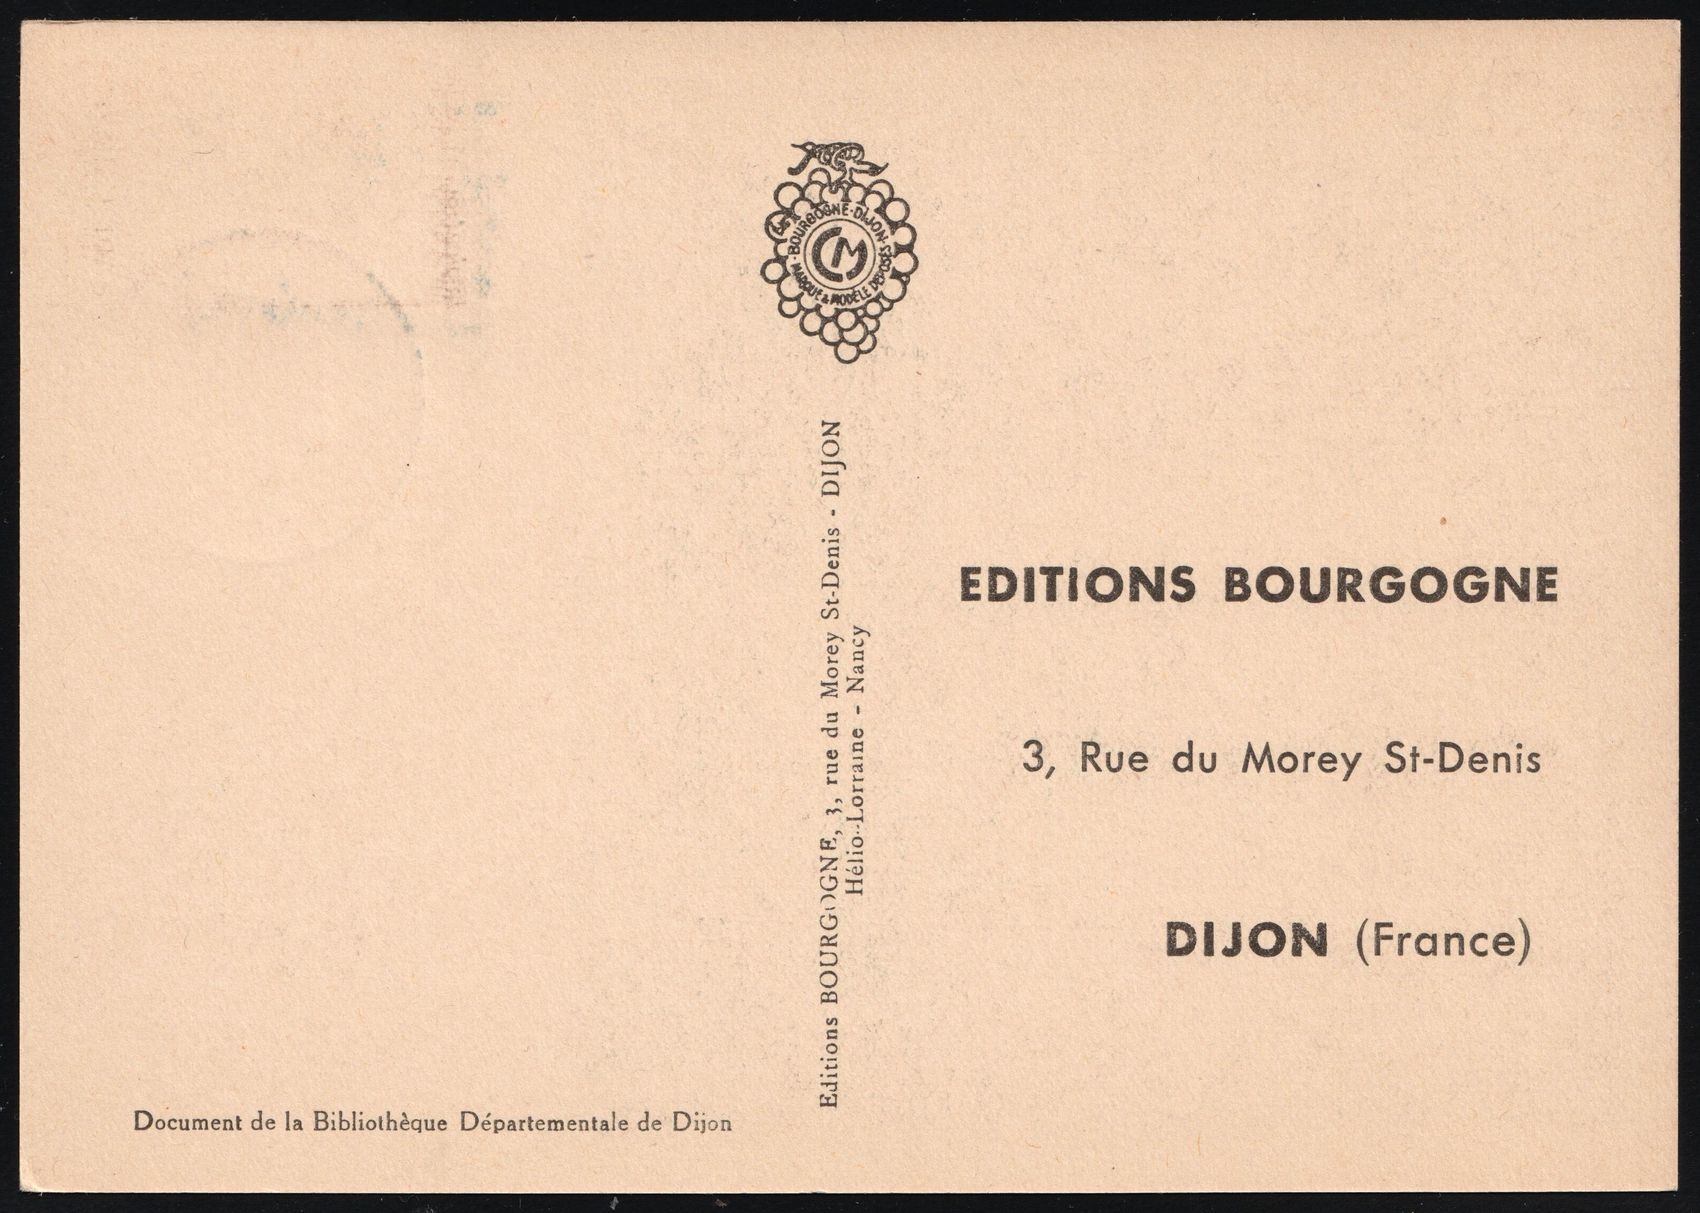 Eds
BOURGOGNE-DIJON-
MARQUE & MODÈLE DÉPOSÉS
CM
Editions BOURGOGNE, 3, rue du Morey St-Denis - DIJON
Hélio-Lorraine - Nancy
EDITIONS BOURGOGNE
3, Rue du Morey St-Denis
DIJON (France)
Document de la Bibliothèque Départementale de Dijon